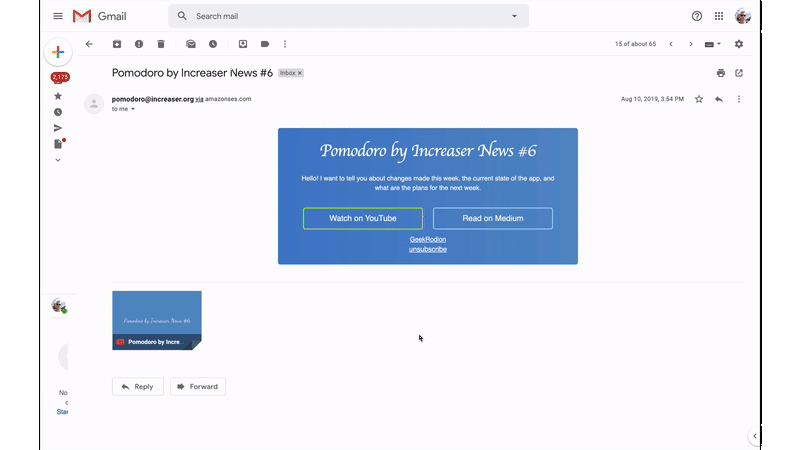 Gmail
Search mail
15 of about 65
2,175
Pomodoro by Increaser News #6
Inbox ×
pomodoro@increaser.org via amazonses.com
Aug 10, 2019, 3:54 PM
to me
Pomodoro by Increaser News #6
Hello! I want to tell you about changes made this week, the current state of the app, and
what are the plans for the next week.
Watch on YouTube
Read on Medium
GeekRodion
unsubscribe
Pomodoro by Increaser News #6
Pomodoro by Incre
Reply
Forward
No
Star